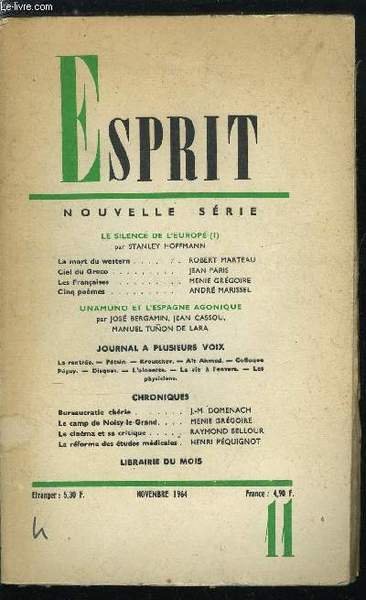 Le-livre.com
ESPRIT
NOUVELLE SÉRIE
LE SILENCE DE L'EUROPE (I)
par STANLEY HOFFMANN
La mort du western . . . . . . ROBERT MARTEAU
Ciel du Greco . . . . . . . . . JEAN PARIS
Les Françaises . . . . . . . . MENIE GRÉGOIRE
Cinq poèmes . . . . . . . . . ANDRÉ MARISSEL
UNAMUNO ET L'ESPAGNE AGONIQUE
par JOSÉ BERGAMIN, JEAN CASSOU,
MANUEL TUÑON DE LARA
JOURNAL A PLUSIEURS VOIX
La rentrée. — Pétain. — Krouchtev. — Aït Ahmed. — Colloque
Péguy. — Disques. — — La vie à l'envers. — Les
physiciens.
CHRONIQUES
Bureaucratie chérie . . . . . J.-M. DOMENACH
Le camp de Noisy-le-Grand . . . . MENIE GRÉGOIRE
Le cinéma et sa critique . . . . . RAYMOND BELLOUR
La réforme des études médicales . HENRI PÉQUIGNOT
LIBRAIRIE DU MOIS
Etranger : 5,30 F. NOVEMBRE 1964 France : 4,90 F.
11